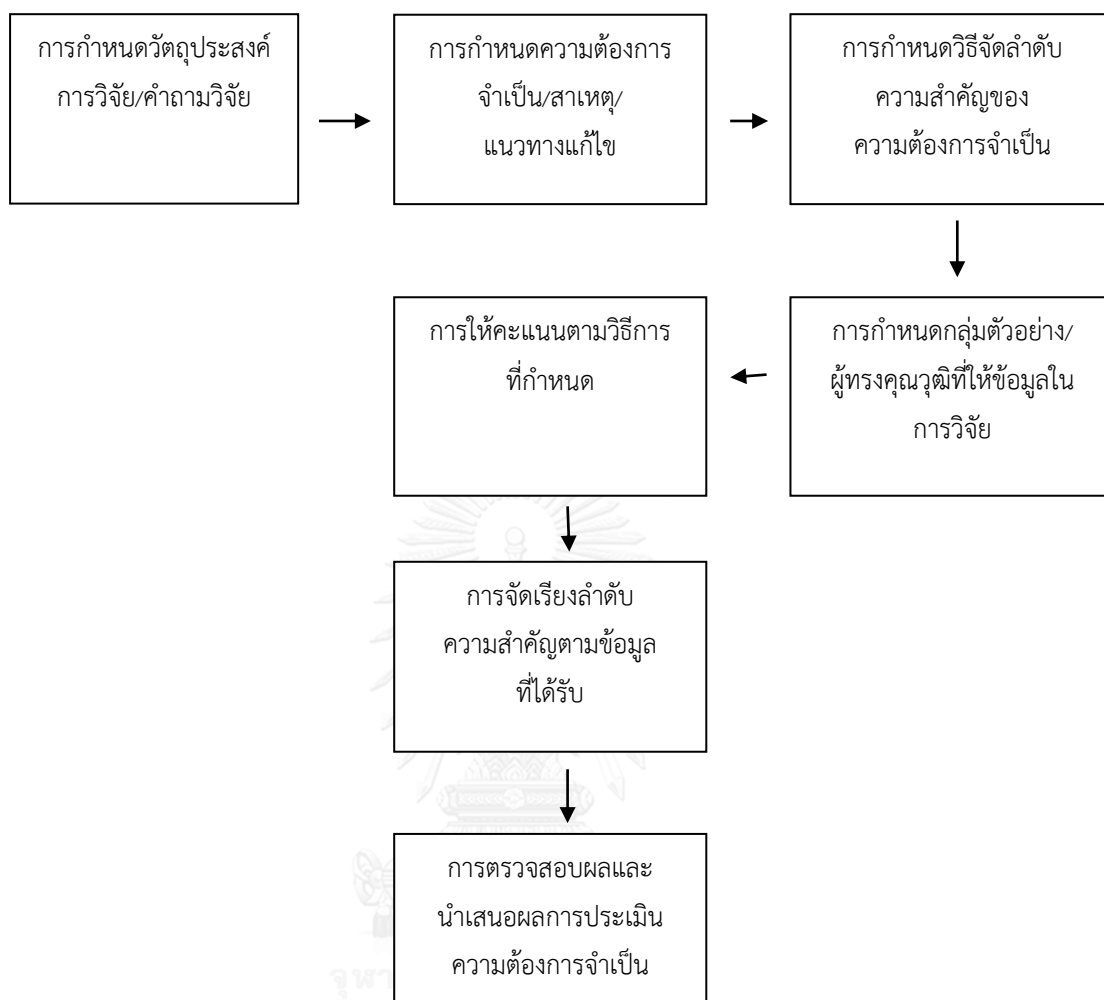 การกำหนดวัตถุประสงค์
การวิจัย/คำถามวิจัย
การกำหนดความต้องการ
จำเป็น/สาเหตุ/
แนวทางแก้ไข
การกำหนดวิธีจัดลำดับ
ความสำคัญของ
ความต้องการจำเป็น
การกำหนดกลุ่มตัวอย่าง/
ผู้ทรงคุณวุฒิที่ให้ข้อมูลใน
การวิจัย
การให้คะแนนตามวิธีการ
ที่กำหนด
การจัดเรียงลำดับ
ความสำคัญตามข้อมูล
ที่ได้รับ
การตรวจสอบผลและ
นำเสนอผลการประเมิน
ความต้องการจำเป็น